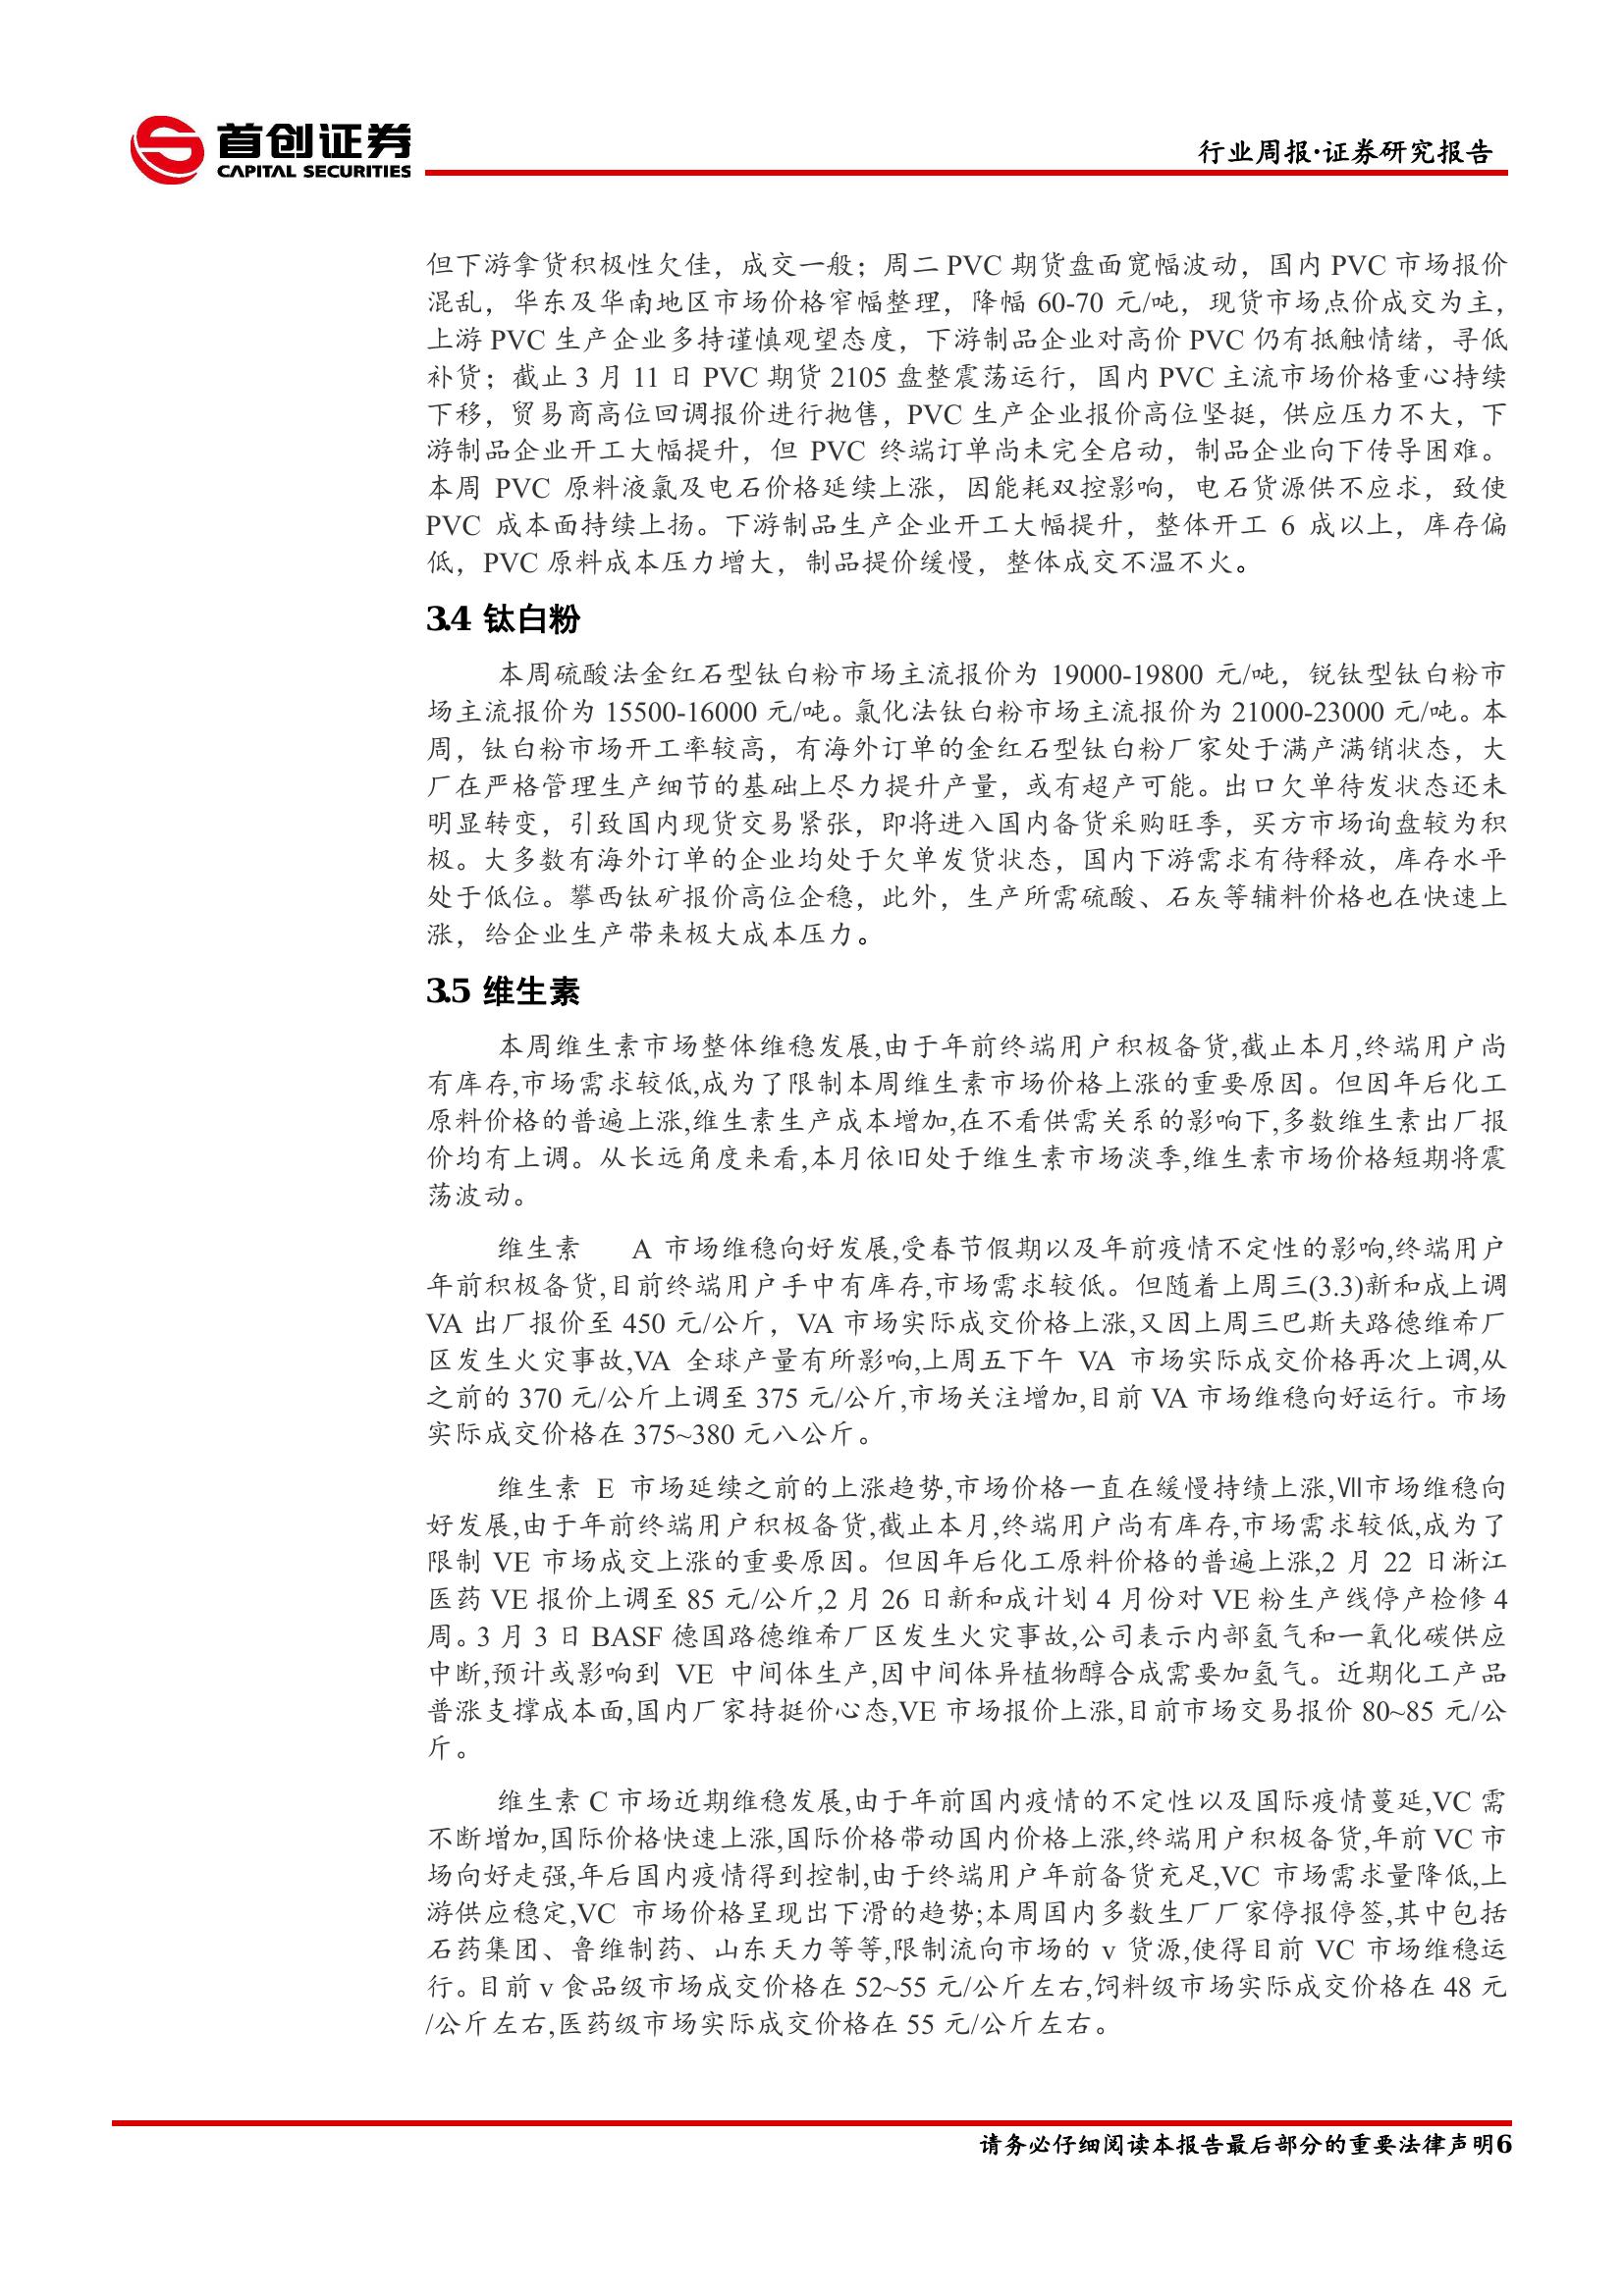 首创证券
CAPITAL SECURITIES
行业周报·证券研究报告
但下游拿货积极性欠佳，成交一般；周二 PVC 期货盘面宽幅波动，国内 PVC 市场报价
混乱，华东及华南地区市场价格窄幅整理，降幅 60-70 元/吨，现货市场点价成交为主，
上游 PVC 生产企业多持谨慎观望态度，下游制品企业对高价 PVC 仍有抵触情绪，寻低
补货；截止 3 月 11 日 PVC 期货 2105 盘整震荡运行，国内 PVC 主流市场价格重心持续
下移，贸易商高位回调报价进行抛售，PVC 生产企业报价高位坚挺，供应压力不大，下
游制品企业开工大幅提升，但 PVC 终端订单尚未完全启动，制品企业向下传导困难。
本周 PVC 原料液氯及电石价格延续上涨，因能耗双控影响，电石货源供不应求，致使
PVC 成本面持续上扬。下游制品生产企业开工大幅提升，整体开工 6 成以上，库存偏
低，PVC 原料成本压力增大，制品提价缓慢，整体成交不温不火。
3.4 钛白粉
本周硫酸法金红石型钛白粉市场主流报价为 19000-19800 元/吨，锐钛型钛白粉市
场主流报价为 15500-16000 元/吨。氯化法钛白粉市场主流报价为 21000-23000 元/吨。本
周，钛白粉市场开工率较高，有海外订单的金红石型钛白粉厂家处于满产满销状态，大
厂在严格管理生产细节的基础上尽力提升产量，或有超产可能。出口欠单待发状态还未
明显转变，引致国内现货交易紧张，即将进入国内备货采购旺季，买方市场询盘较为积
极。大多数有海外订单的企业均处于欠单发货状态，国内下游需求有待释放，库存水平
处于低位。攀西钛矿报价高位企稳，此外，生产所需硫酸、石灰等辅料价格也在快速上
涨，给企业生产带来极大成本压力。
3.5 维生素
本周维生素市场整体维稳发展,由于年前终端用户积极备货,截止本月,终端用户尚
有库存,市场需求较低,成为了限制本周维生素市场价格上涨的重要原因。但因年后化工
原料价格的普遍上涨,维生素生产成本增加,在不看供需关系的影响下,多数维生素出厂报
价均有上调。从长远角度来看,本月依旧处于维生素市场淡季,维生素市场价格短期将震
荡波动。
维生素 A 市场维稳向好发展,受春节假期以及年前疫情不定性的影响,终端用户
年前积极备货,目前终端用户手中有库存,市场需求较低。但随着上周三(3.3)新和成上调
VA 出厂报价至 450 元/公斤，VA 市场实际成交价格上涨,又因上周三巴斯夫路德维希厂
区发生火灾事故,VA 全球产量有所影响,上周五下午 VA 市场实际成交价格再次上调,从
之前的 370 元/公斤上调至 375 元/公斤,市场关注增加,目前 VA 市场维稳向好运行。市场
实际成交价格在 375~380 元八公斤。
维生素 E 市场延续之前的上涨趋势,市场价格一直在緩慢持绩上涨,Ⅶ市场维稳向
好发展,由于年前终端用户积极备货,截止本月,终端用户尚有库存,市场需求较低,成为了
限制 VE 市场成交上涨的重要原因。但因年后化工原料价格的普遍上涨,2 月 22 日淅江
医药 VE 报价上调至 85 元/公斤,2 月 26 日新和成计划 4 月份对 VE 粉生产线停产检修 4
周。3 月 3 日 BASF 德国路德维希厂区发生火灾事故,公司表示内部氢气和一氧化碳供应
中断,预计或影响到 VE 中间体生产,因中间体异植物醇合成需要加氢气。近期化工产品
普涨支撑成本面,国内厂家持挺价心态,VE 市场报价上涨,目前市场交易报价 80~85 元/公
斤。
维生素 C 市场近期维稳发展,由于年前国内疫情的不定性以及国际疫情蔓延,VC 需
不断增加,国际价格快速上涨,国际价格带动国内价格上涨,终端用户积极备货,年前 VC 市
场向好走强,年后国内疫情得到控制,由于终端用户年前备货充足,VC 市场需求量降低,上
游供应稳定,VC 市场价格呈现出下滑的趋势;本周国内多数生厂厂家停报停签,其中包括
石药集团、鲁维制药、山东天力等等,限制流向市场的 v 货源,使得目前 VC 市场维稳运
行。目前 v 食品级市场成交价格在 52~55 元/公斤左右,饲料级市场实际成交价格在 48 元
/公斤左右,医药级市场实际成交价格在 55 元/公斤左右。
请务必仔细阅读本报告最后部分的重要法律声明6